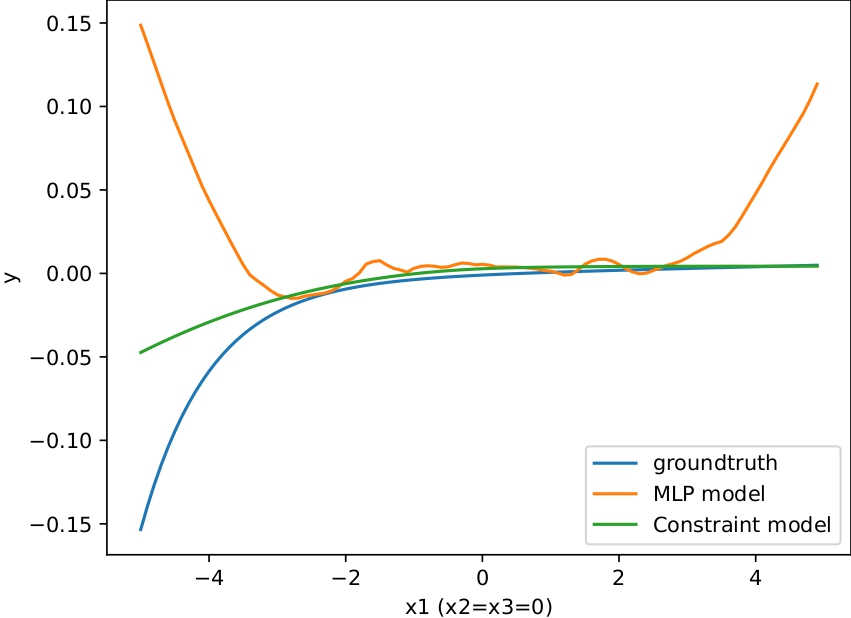 0.15
0.10
0.05
0.00
−0.05
−0.10
−0.15
y
−4
−2
0
2
4
x1 (x2=x3=0)
groundtruth
MLP model
Constraint model